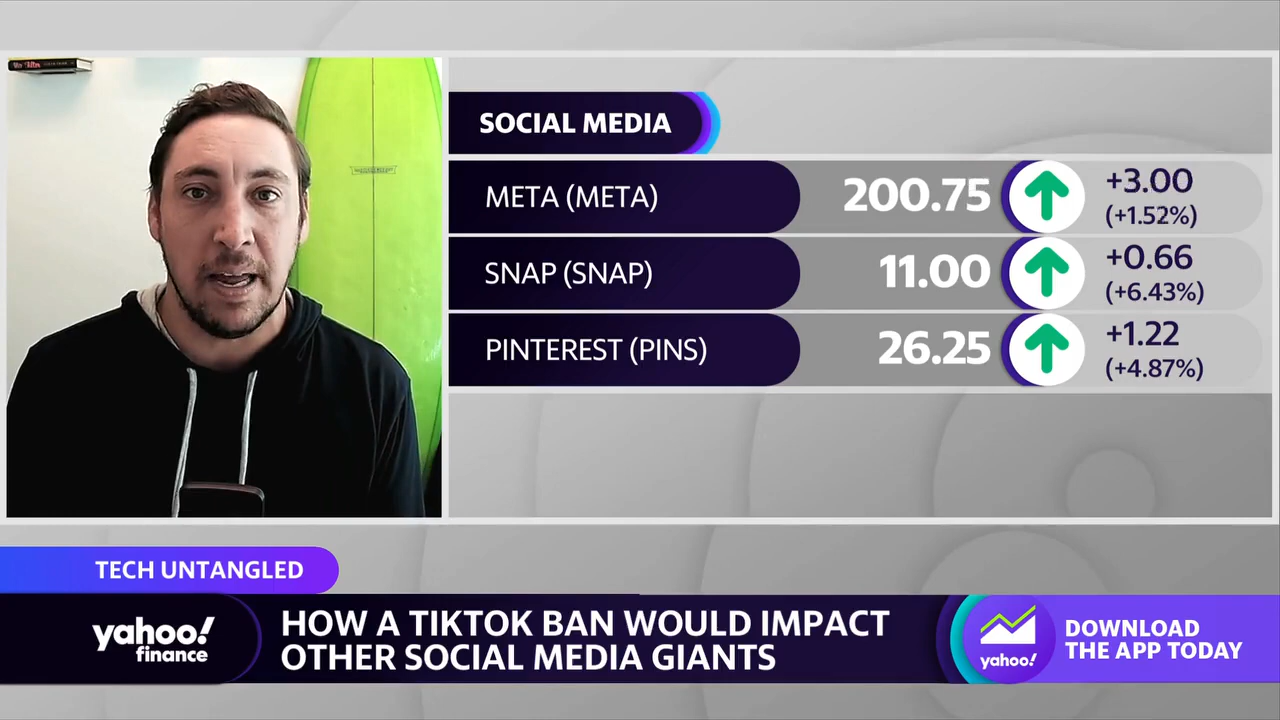 SOCIAL MEDIA
META (META) 200.75 +3.00
(+1.52%)
SNAP (SNAP) 11.00 +0.66
(+6.43%)
PINTEREST (PINS) 26.25 +1.22
(+4.87%)
TECH UNTANGLED
yahoo!
finance
HOW A TIKTOK BAN WOULD IMPACT
OTHER SOCIAL MEDIA GIANTS
yahoo!
DOWNLOAD
THE APP TODAY